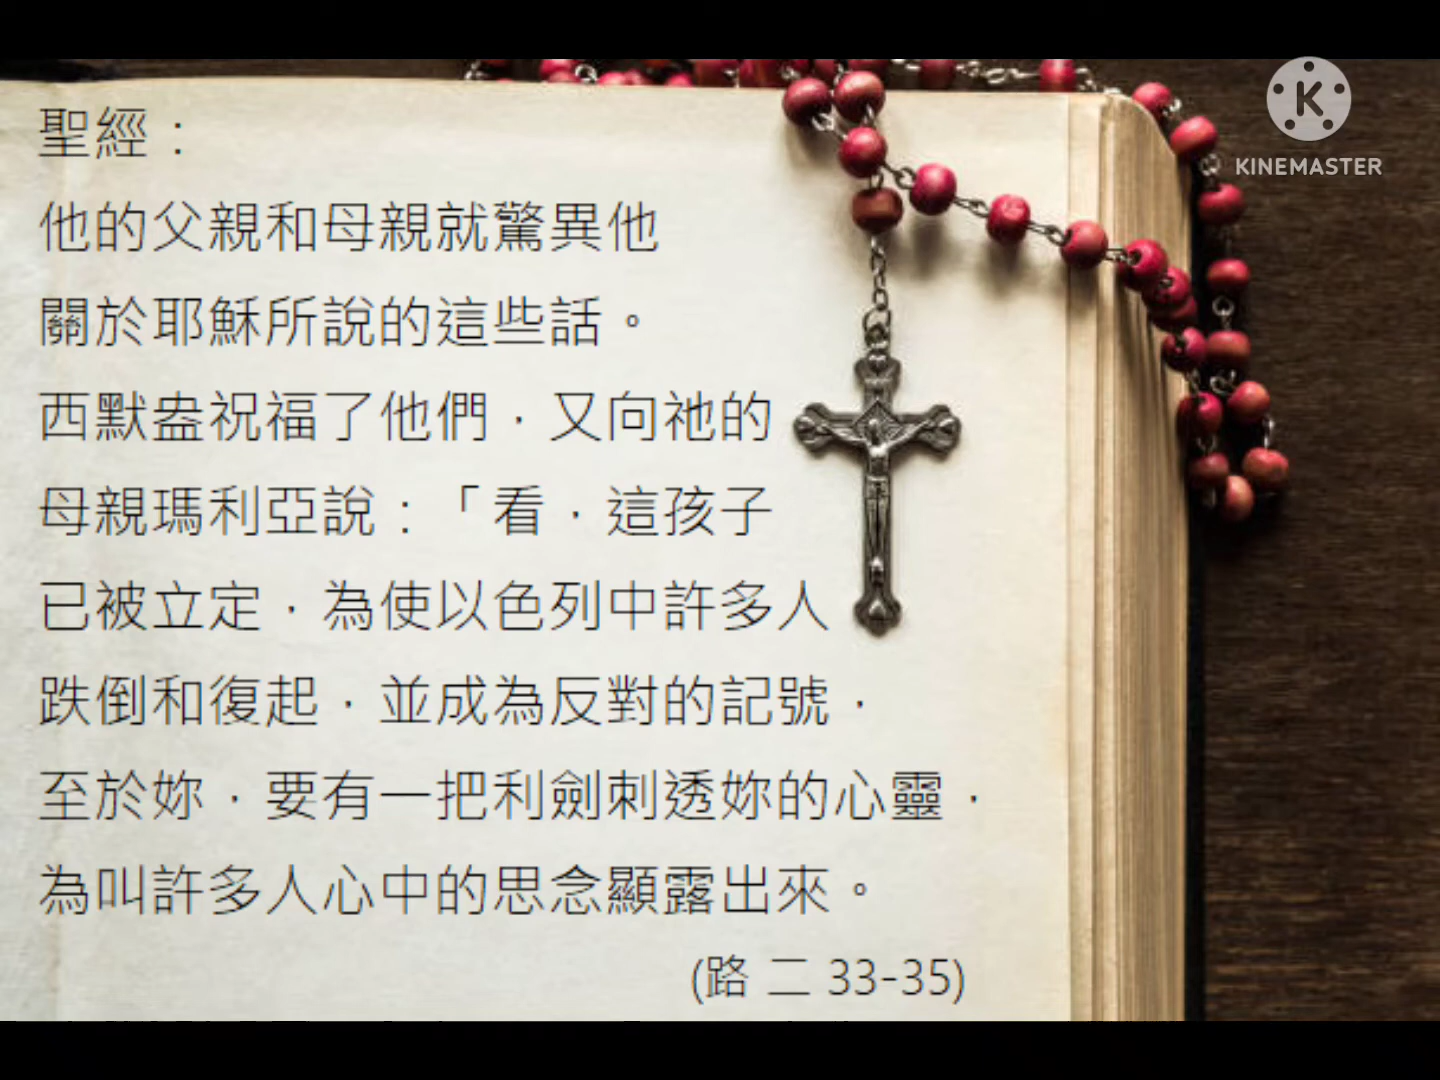 聖經：
他的父親和母親就驚異他
關於耶穌所說的這些話。
西默盎祝福了他們，又向祂的
母親瑪利亞說：「看，這孩子
已被立定，為使以色列中許多人
跌倒和復起，並成為反對的記號，
至於妳，要有一把利劍刺透妳的心靈，
為叫許多人心中的思念顯露出來。
(路 二 33-35)
KINEMASTER